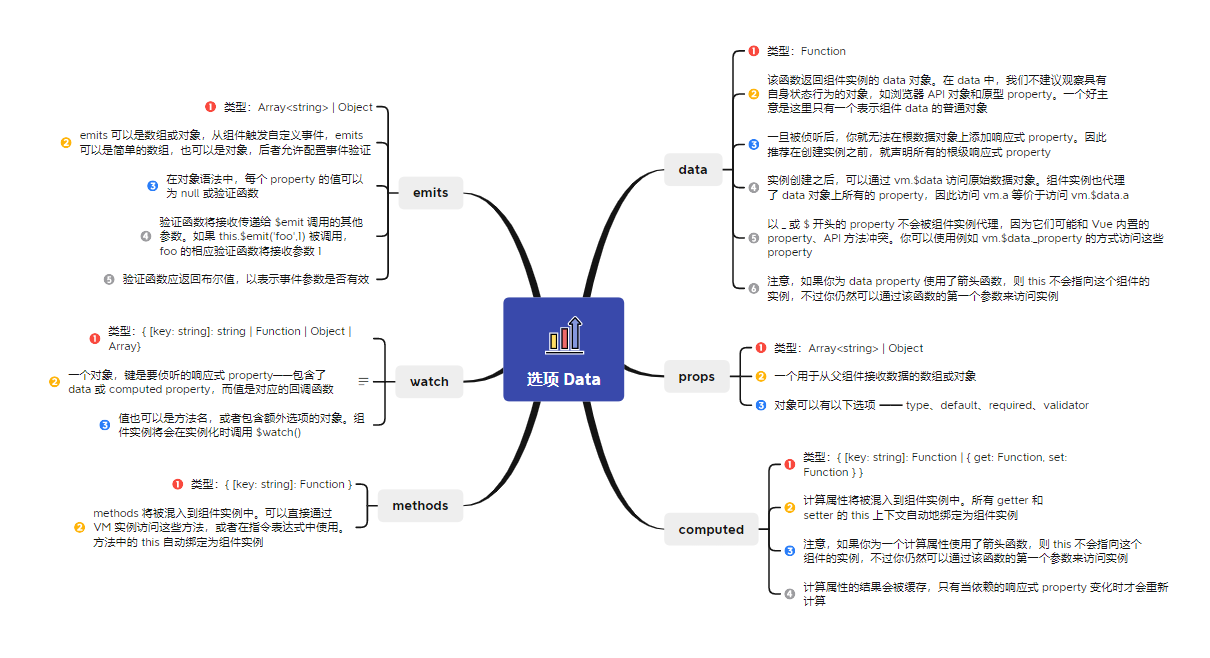 选项 Data
data
1 类型：Function
2 该函数返回组件实例的 data 对象。在 data 中，我们不建议观察具有
自身状态行为的对象，如浏览器 API 对象和原型 property。一个好主
意是这里只有一个表示组件 data 的普通对象
3 一旦被侦听后，你就无法在根数据对象上添加响应式 property。因此
推荐在创建实例之前，就声明所有的根级响应式 property
4 实例创建之后，可以通过 vm.$data 访问原始数据对象。组件实例也代理
了 data 对象上所有的 property，因此访问 vm.a 等价于访问 vm.$data.a
5 以 _ 或 $ 开头的 property 不会被组件实例代理，因为它们可能和 Vue 内置的
property、API 方法冲突。你可以使用例如 vm.$data._property 的方式访问这些
property
6 注意，如果你为 data property 使用了箭头函数，则 this 不会指向这个组件的
实例，不过你仍然可以通过该函数的第一个参数来访问实例
props
1 类型：Array<string> | Object
2 一个用于从父组件接收数据的数组或对象
3 对象可以有以下选项 —— type、default、required、validator
computed
1 类型：{ [key: string]: Function | { get: Function, set:
Function } }
2 计算属性将被混入到组件实例中。所有 getter 和
setter 的 this 上下文自动地绑定为组件实例
3 注意，如果你为一个计算属性使用了箭头函数，则 this 不会指向这个
组件的实例，不过你仍然可以通过该函数的第一个参数来访问实例
4 计算属性的结果会被缓存，只有当依赖的响应式 property 变化时才会重新
计算
emits
1 类型：Array<string> | Object
2 emits 可以是数组或对象，从组件触发自定义事件，emits
可以是简单的数组，也可以是对象，后者允许配置事件验证
3 在对象语法中，每个 property 的值可以
为 null 或验证函数
4 验证函数将接收传递给 $emit 调用的其他
参数。如果 this.$emit('foo',1) 被调用，
foo 的相应验证函数将接收参数 1
5 验证函数应返回布尔值，以表示事件参数是否有效
watch
1 类型：{ [key: string]: string | Function | Object |
Array}
2 一个对象，键是要侦听的响应式 property——包含了
data 或 computed property，而值是对应的回调函数
3 值也可以是方法名，或者包含额外选项的对象。组
件实例将会在实例化时调用 $watch()
methods
1 类型：{ [key: string]: Function }
2 methods 将被混入到组件实例中。可以直接通过
VM 实例访问这些方法，或者在指令表达式中使用。
方法中的 this 自动绑定为组件实例